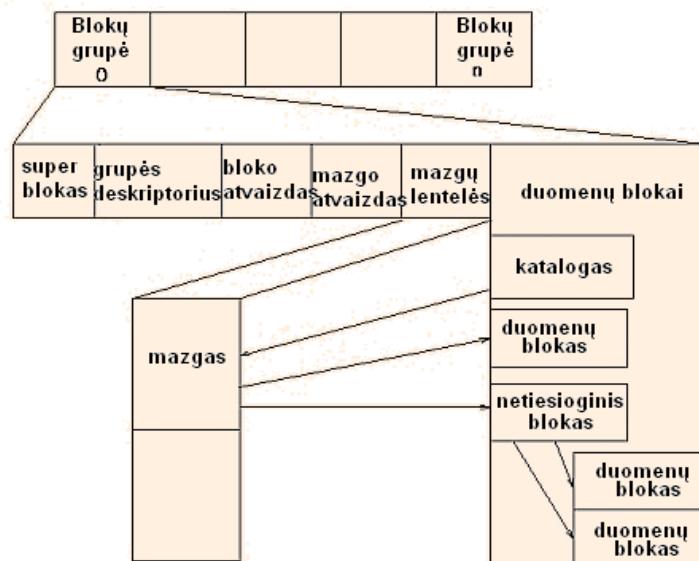 Blokų
grupė
0
Blokų
grupė
n
super
blokas
grupės
deskriptorius
bloko
atvaizdas
mazgo
atvaizdas
mazgų
lentelės
duomenų blokai
katalogas
mazgas
duomenų
blokas
netiesioginis
blokas
duomenų
blokas
duomenų
blokas